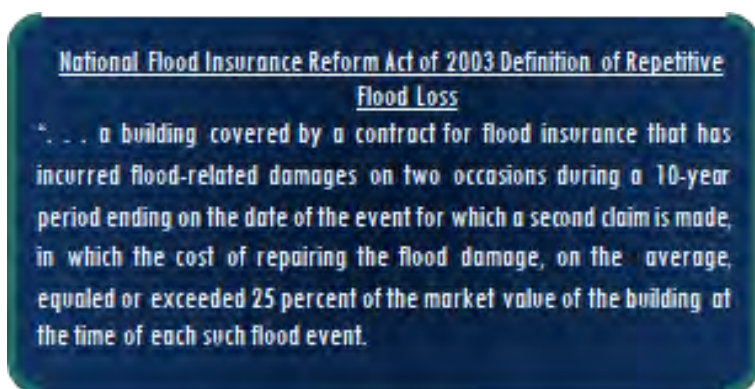 National Flood Insurance Reform Act of 2003 Definition of Repetitive
Flood Loss
". . . a building covered by a contract for flood insurance that has
incurred flood-related damages on two occasions during a 10-year
period ending on the date of the event for which a second claim is made,
in which the cost of repairing the flood damage, on the average,
equaled or exceeded 25 percent of the market value of the building at
the time of each such flood event.